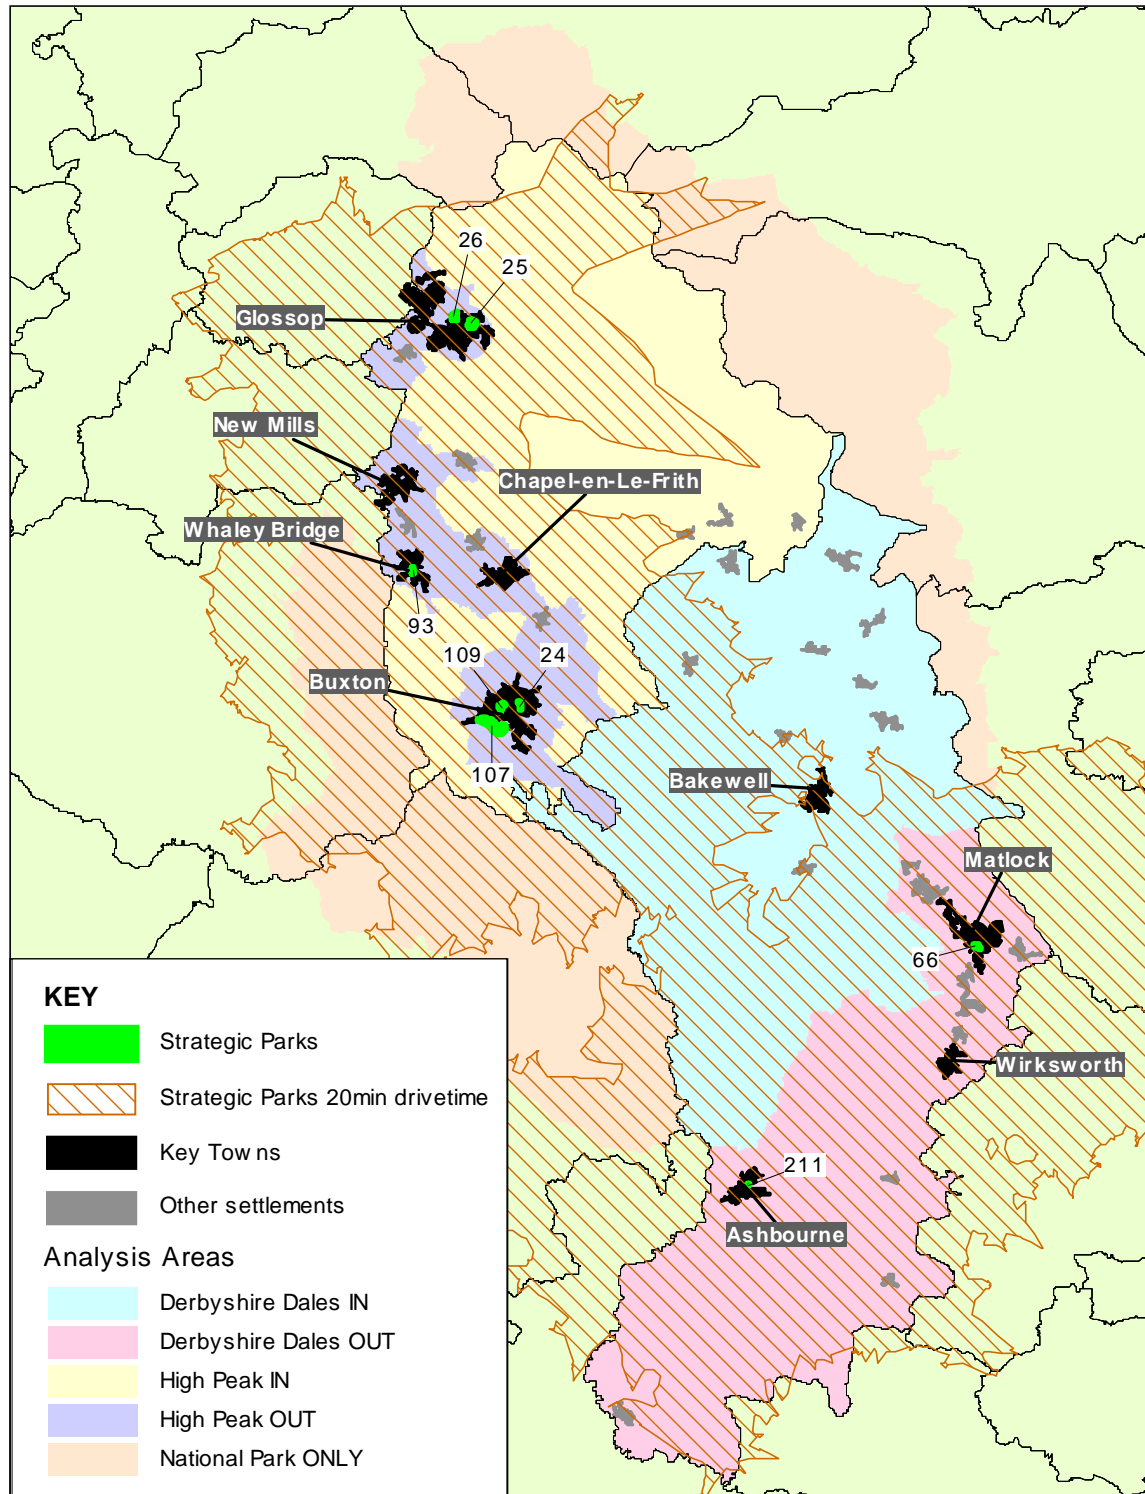 26
25
Glossop
New Mills
Chapel-en-Le-Frith
Whaley Bridge
93
109
24
Buxton
107
Bakewell
Matlock
66
Wirksworth
211
Ashbourne
KEY
Strategic Parks
Strategic Parks 20min drivetime
Key Towns
Other settlements
Analysis Areas
Derbyshire Dales IN
Derbyshire Dales OUT
High Peak IN
High Peak OUT
National Park ONLY